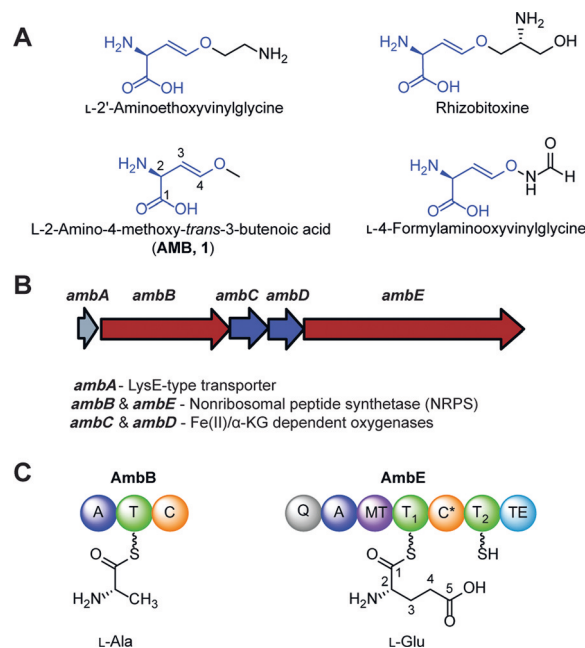 A
H₂N
O
NH₂
O
OH
L-2'-Aminoethoxyvinylglycine
H₂N
O
NH₂
OH
O
OH
Rhizobitoxine
H₂N
3
2
O
4
1
O
OH
L-2-Amino-4-methoxy-trans-3-butenoic acid
(AMB, 1)
H₂N
O
N
H
O
O
OH
L-4-Formylaminooxyvinylglycine
B
ambA ambB ambC ambD ambE
ambA - LysE-type transporter
ambB & ambE - Nonribosomal peptide synthetase (NRPS)
ambC & ambD - Fe(II)/α-KG dependent oxygenases
C
AmbB
A T C
S
O
H₂N CH₃
L-Ala
AmbE
Q A MT T₁ C* T₂ TE
S SH
O 1
2 4 5 OH
H₂N 3 O
L-Glu